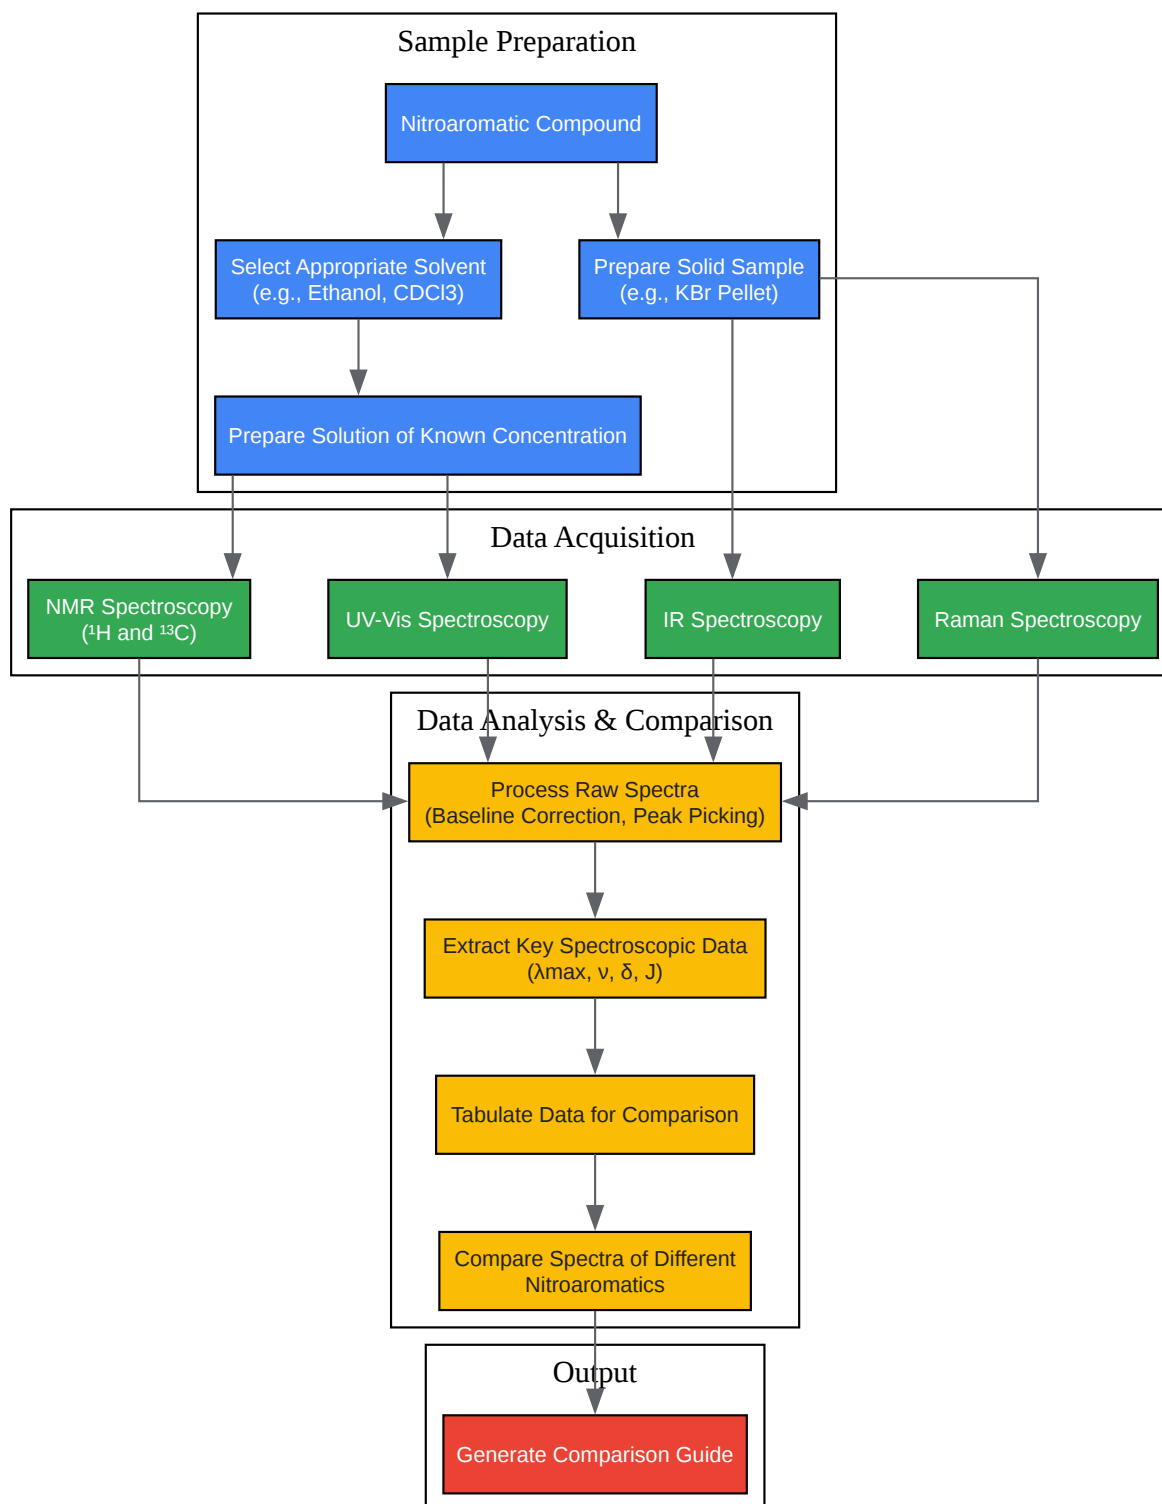 Sample Preparation
Nitroaromatic Compound
Select Appropriate Solvent
(e.g., Ethanol, CDCl3)
Prepare Solid Sample
(e.g., KBr Pellet)
Prepare Solution of Known Concentration
Data Acquisition
NMR Spectroscopy
(¹H and ¹³C)
UV-Vis Spectroscopy
IR Spectroscopy
Raman Spectroscopy
Data Analysis & Comparison
Process Raw Spectra
(Baseline Correction, Peak Picking)
Extract Key Spectroscopic Data
(λmax, ν, δ, J)
Tabulate Data for Comparison
Compare Spectra of Different
Nitroaromatics
Output
Generate Comparison Guide